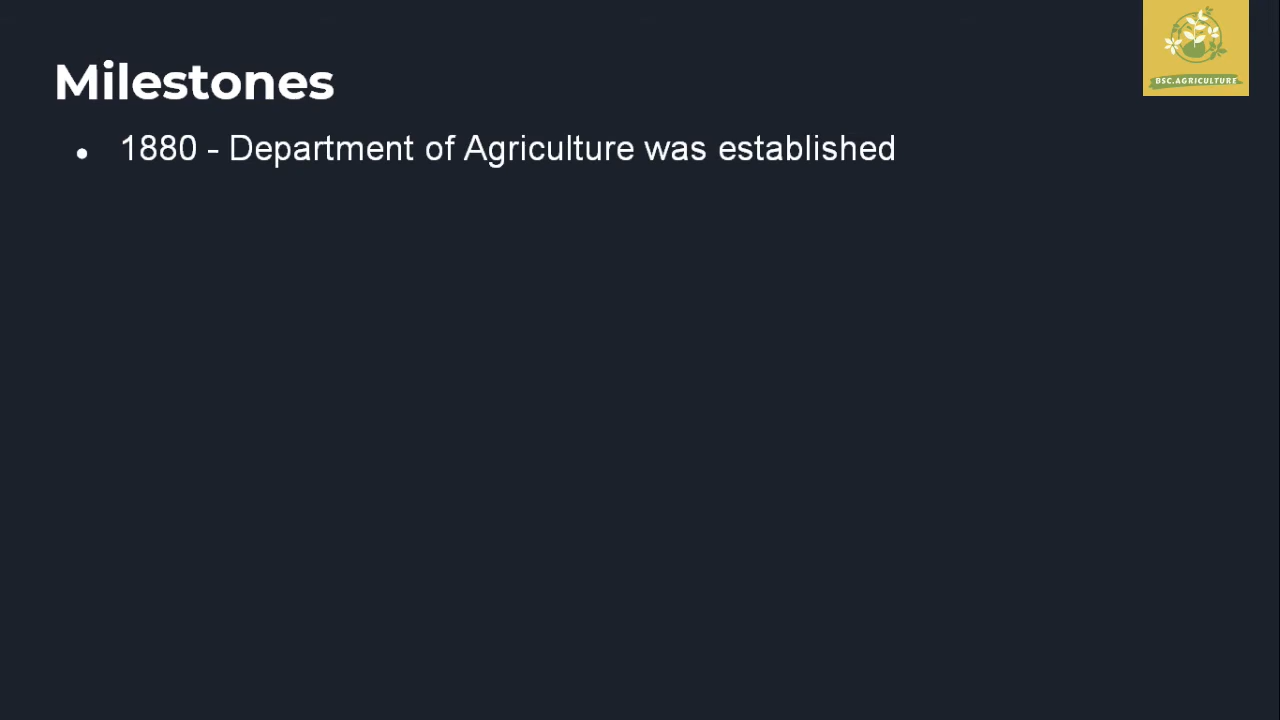 BSC.AGRICULTURE
Milestones
● 1880 - Department of Agriculture was established